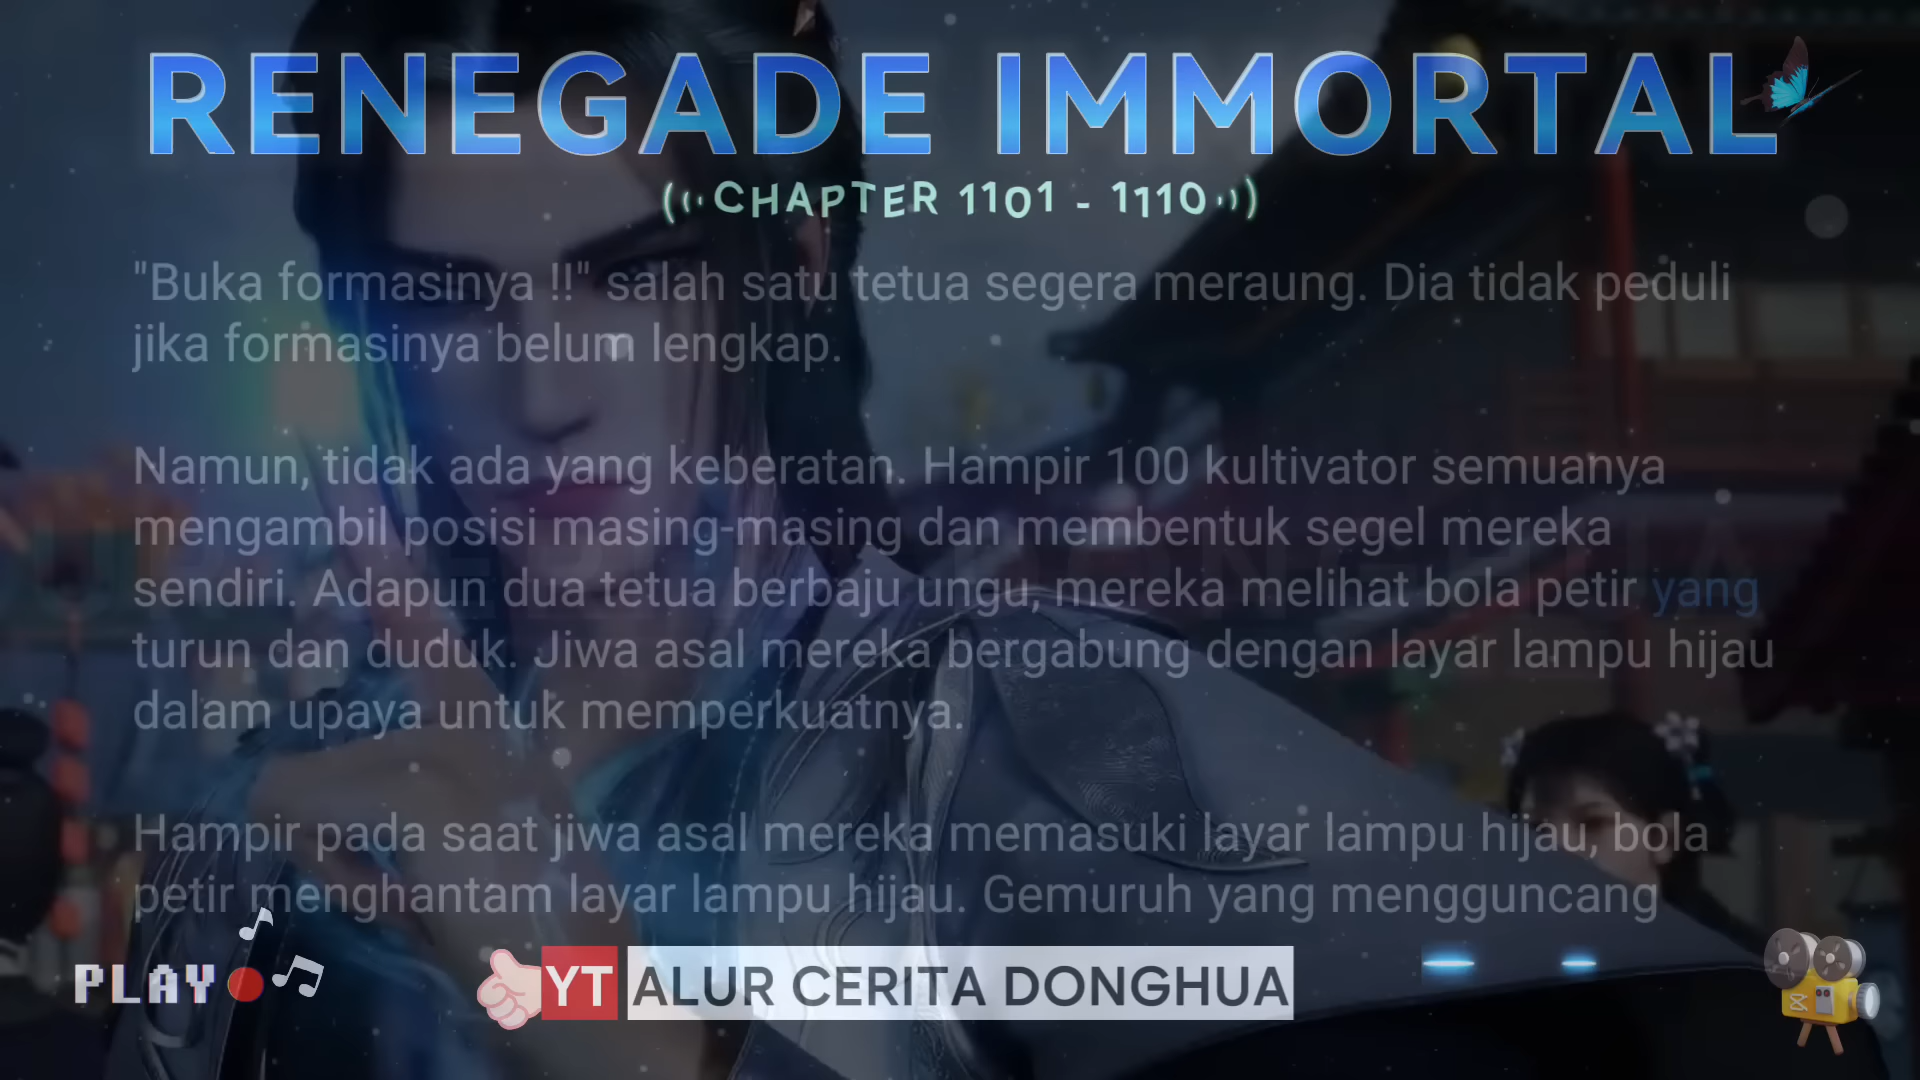 RENEGADE IMMORTAL
CHAPTER 1101 - 1110
"Buka formasinya !!" salah satu tetua segera meraung. Dia tidak peduli
jika formasinya belum lengkap.
Namun, tidak ada yang keberatan. Hampir 100 kultivator semuanya
mengambil posisi masing-masing dan membentuk segel mereka
sendiri. Adapun dua tetua berbaju ungu, mereka melihat bola petir yang
turun dan duduk. Jiwa asal mereka bergabung dengan layar lampu hijau
dalam upaya untuk memperkuatnya.
Hampir pada saat jiwa asal mereka memasuki layar lampu hijau, bola
petir menghantam layar lampu hijau. Gemuruh yang mengguncang
PLAY
YT ALUR CERITA DONGHUA